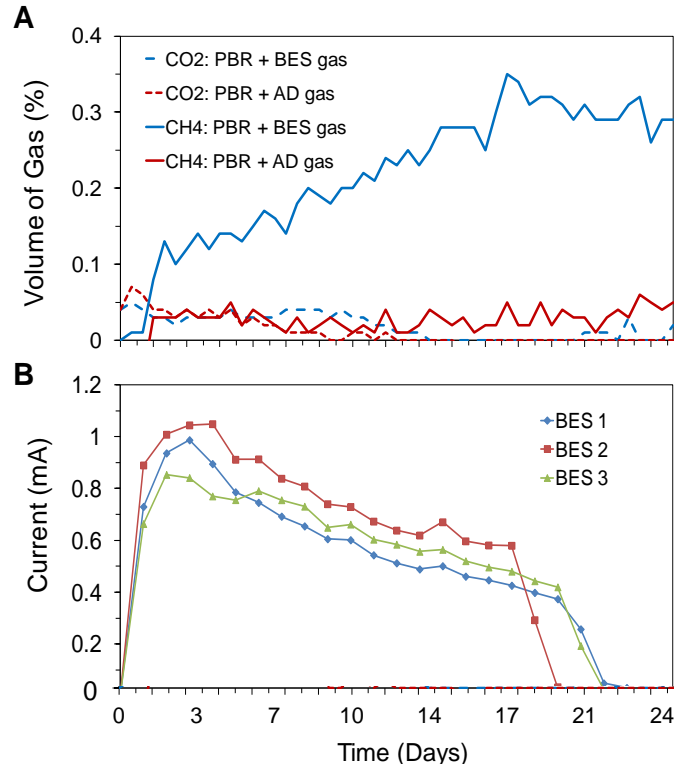 A
Volume of Gas (%)
0.4
0.3
0.2
0.1
0
CO2: PBR + BES gas
CO2: PBR + AD gas
CH4: PBR + BES gas
CH4: PBR + AD gas
B
Current (mA)
1.2
1
0.8
0.6
0.4
0.2
0
BES 1
BES 2
BES 3
0 3 7 10 14 17 21 24
Time (Days)